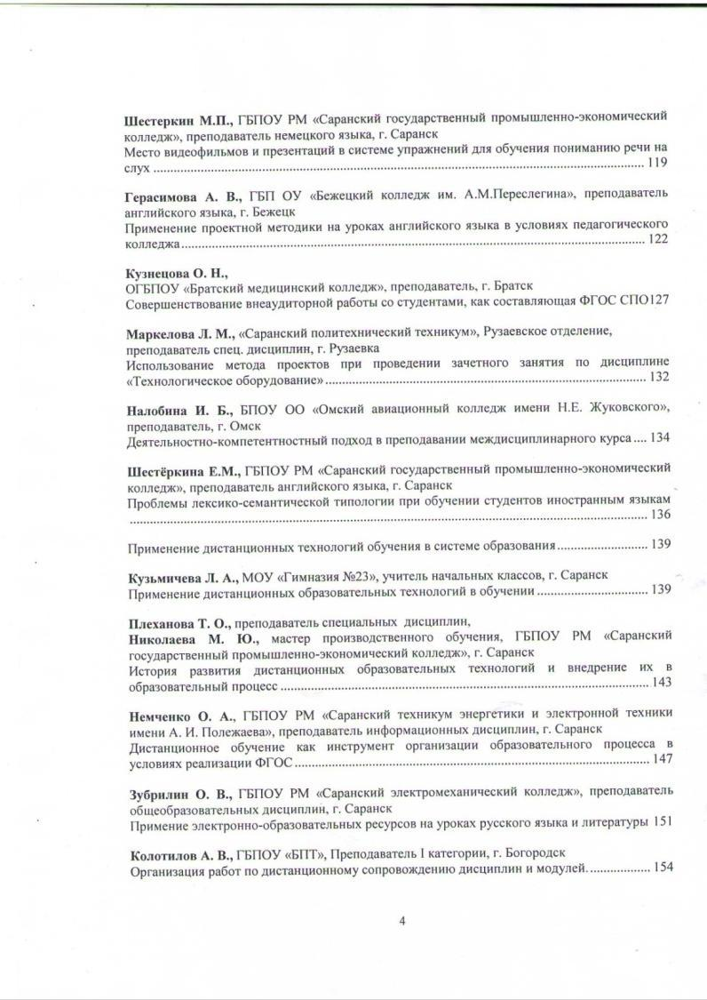 Шестеркин М.П., ГБПОУ РМ «Саранский государственный промышленно-экономический
колледж», преподаватель немецкого языка, г. Саранск
Место видеофильмов и презентаций в системе упражнений для обучения пониманию речи на
слух ........................................................................................................................................ 119
Герасимова А. В., ГБП ОУ «Бежецкий колледж им. А.М.Переслегина», преподаватель
английского языка, г. Бежецк
Применение проектной методики на уроках английского языка в условиях педагогического
колледжа................................................................................................................................ 122
Кузнецова О. Н.,
ОГБПОУ «Братский медицинский колледж», преподаватель, г. Братск
Совершенствование внеаудиторной работы со студентами, как составляющая ФГОС СПО127
Маркелова Л. М., «Саранский политехнический техникум», Рузаевское отделение,
преподаватель спец. дисциплин, г. Рузаевка
Использование метода проектов при проведении зачетного занятия по дисциплине
«Технологическое оборудование»......................................................................................... 132
Налобина И. Б., БПОУ ОО «Омский авиационный колледж имени Н.Е. Жуковского»,
преподаватель, г. Омск
Деятельностно-компетентностный подход в преподавании междисциплинарного курса.... 134
Шестёркина Е.М., ГБПОУ РМ «Саранский государственный промышленно-экономический
колледж», преподаватель английского языка, г. Саранск
Проблемы лексико-семантической типологии при обучении студентов иностранным языкам
................................................................................................................................................ 136
Применение дистанционных технологий обучения в системе образования......................... 139
Кузьмичева Л. А., МОУ «Гимназия №23», учитель начальных классов, г. Саранск
Применение дистанционных образовательных технологий в обучении ............................... 139
Плеханова Т. О., преподаватель специальных дисциплин,
Николаева М. Ю., мастер производственного обучения, ГБПОУ РМ «Саранский
государственный промышленно-экономический колледж», г. Саранск
История развития дистанционных образовательных технологий и внедрение их в
образовательный процесс ..................................................................................................... 143
Немченко О. А., ГБПОУ РМ «Саранский техникум энергетики и электронной техники
имени А. И. Полежаева», преподаватель информационных дисциплин, г. Саранск
Дистанционное обучение как инструмент организации образовательного процесса в
условиях реализации ФГОС.................................................................................................. 147
Зубрилин О. В., ГБПОУ РМ «Саранский электромеханический колледж», преподаватель
общеобразовательных дисциплин, г. Саранск
Примение электронно-образовательных ресурсов на уроках русского языка и литературы 151
Колотилов А. В., ГБПОУ «БПТ», Преподаватель I категории, г. Богородск
Организация работ по дистанционному сопровождению дисциплин и модулей.................. 154
4